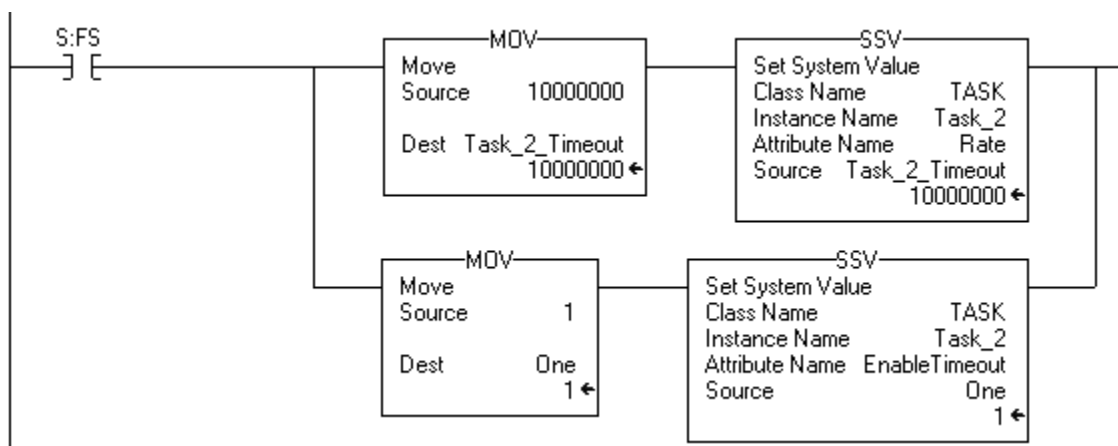 S:FS
MOV
Move
Source 10000000
Dest Task_2_Timeout
10000000
SSV
Set System Value
Class Name TASK
Instance Name Task_2
Attribute Name Rate
Source Task_2_Timeout
10000000
MOV
Move
Source 1
Dest One
1
SSV
Set System Value
Class Name TASK
Instance Name Task_2
Attribute Name EnableTimeout
Source One
1